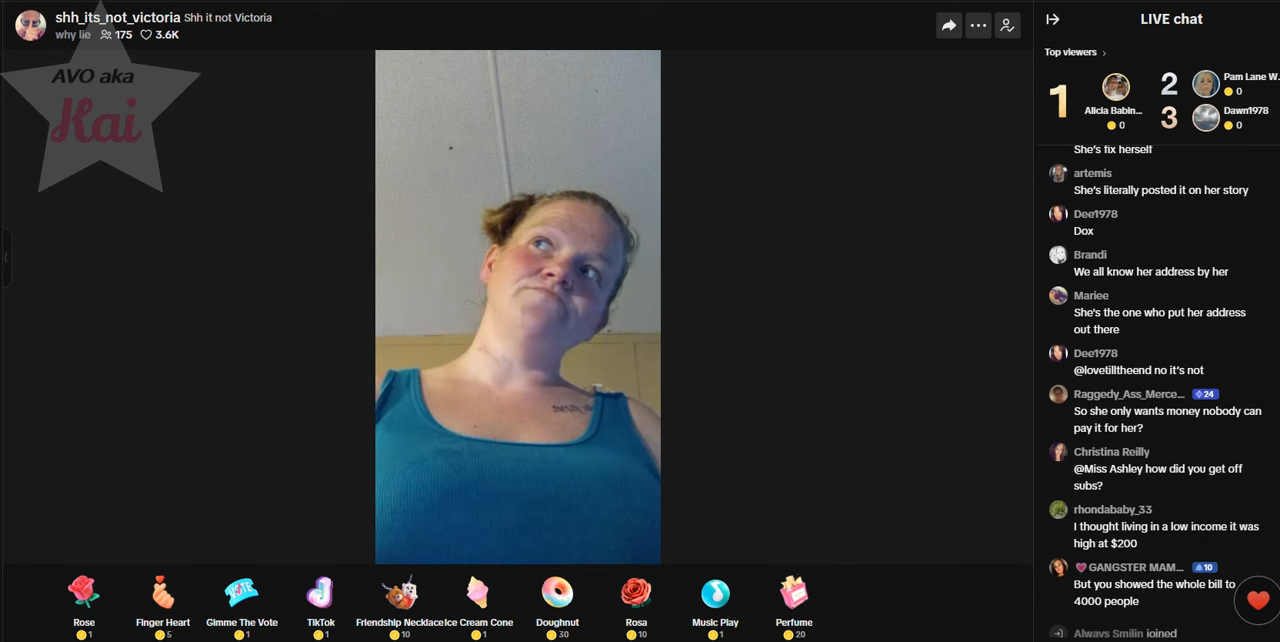 shh_its_not_victoria Shh it not Victoria
why lie 175 3.6K
AVO aka
Kai
LIVE chat
Top viewers
1
Alicia Babin...
0
2
Pam Lane W...
0
3
Dawn1978
0
She's fix herself
artemis
She's literally posted it on her story
Dee1978
Dox
Brandi
We all know her address by her
Mariee
She's the one who put her address
out there
Dee1978
@lovetilltheend no it's not
Raggedy_Ass_Merce... 24
So she only wants money nobody can
pay it for her?
Christina Reilly
@Miss Ashley how did you get off
subs?
rhondababy_33
I thought living in a low income it was
high at $200
GANGSTER MAM... 10
But you showed the whole bill to
4000 people
Always Smilin joined
VOTE
Rose Finger Heart Gimme The Vote TikTok Friendship Necklace Ice Cream Cone Doughnut Rosa Music Play Perfume
1 5 1 1 10 1 30 10 1 20